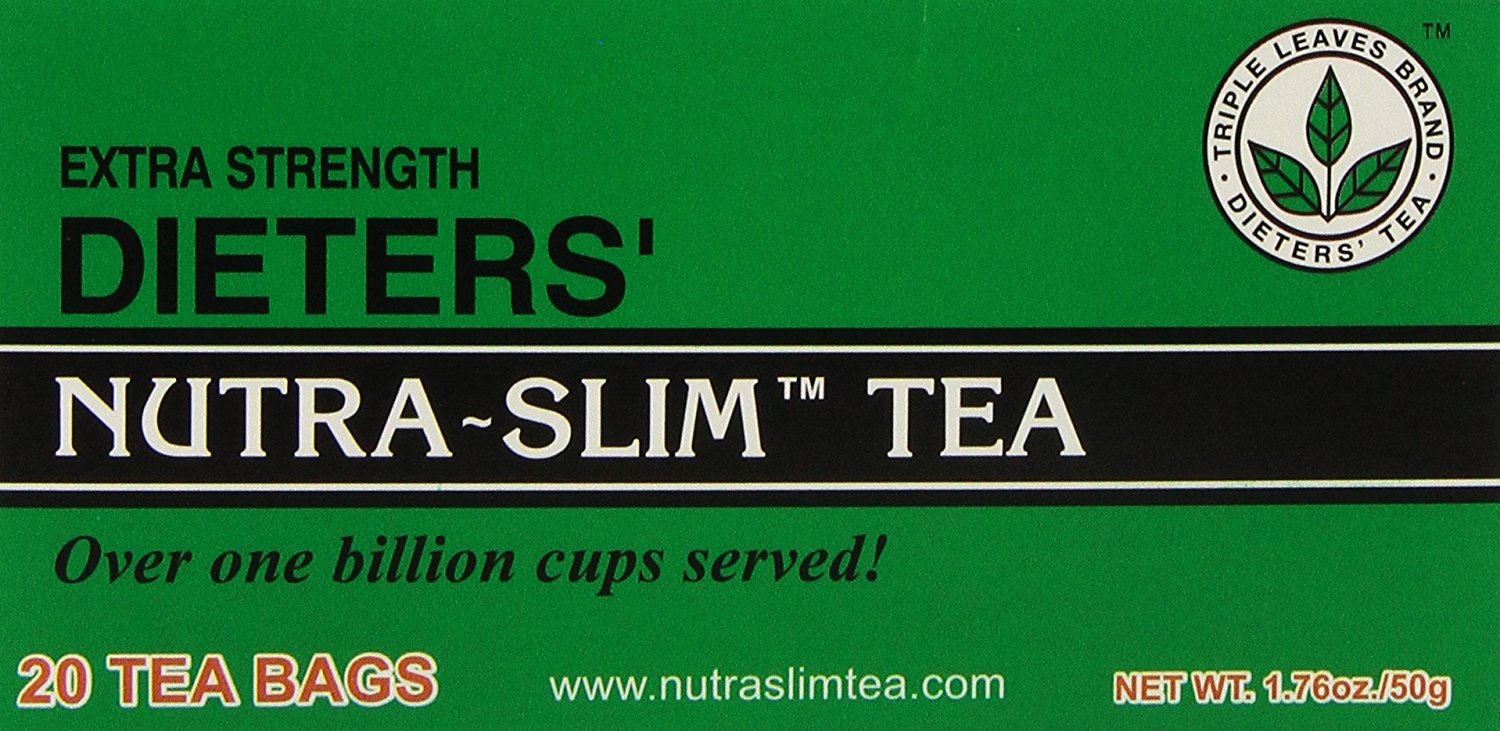 TRIPLE LEAVES BRAND
TM
· DIETERS' TEA ·
EXTRA STRENGTH
DIETERS'
NUTRA~SLIM™ TEA
Over one billion cups served!
20 TEA BAGS
www.nutraslimtea.com
NET WT. 1.76oz./50g